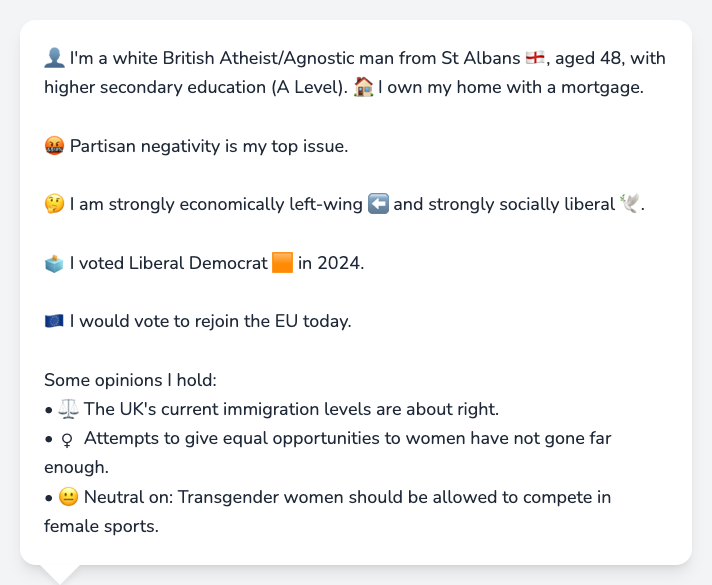 👤 I'm a white British Atheist/Agnostic man from St Albans 🏴󠁧󠁢󠁥󠁮󠁧󠁿, aged 48, with
higher secondary education (A Level). 🏠 I own my home with a mortgage.
🤬 Partisan negativity is my top issue.
🤔 I am strongly economically left-wing ⬅️ and strongly socially liberal 🕊️.
🗳️ I voted Liberal Democrat 🟧 in 2024.
🇪🇺 I would vote to rejoin the EU today.
Some opinions I hold:
• ⚖️ The UK's current immigration levels are about right.
• ♀ Attempts to give equal opportunities to women have not gone far
enough.
• 😐 Neutral on: Transgender women should be allowed to compete in
female sports.